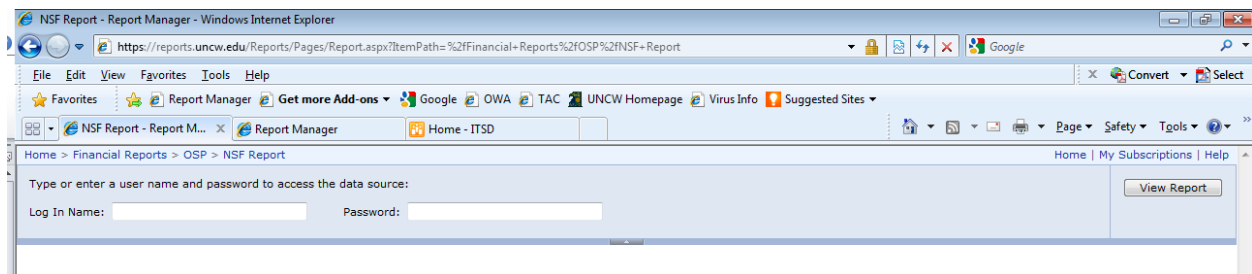 NSF Report - Report Manager - Windows Internet Explorer
https://reports.uncw.edu/Reports/Pages/Report.aspx?ItemPath=%2fFinancial+Reports%2fOSP%2fNSF+Report Google
File Edit View Favorites Tools Help x Convert Select
Favorites Report Manager Get more Add-ons Google OWA TAC UNCW Homepage Virus Info Suggested Sites
NSF Report - Report M... x Report Manager Home - ITSD Page Safety Tools »
Home > Financial Reports > OSP > NSF Report Home | My Subscriptions | Help
Type or enter a user name and password to access the data source: View Report
Log In Name: Password: